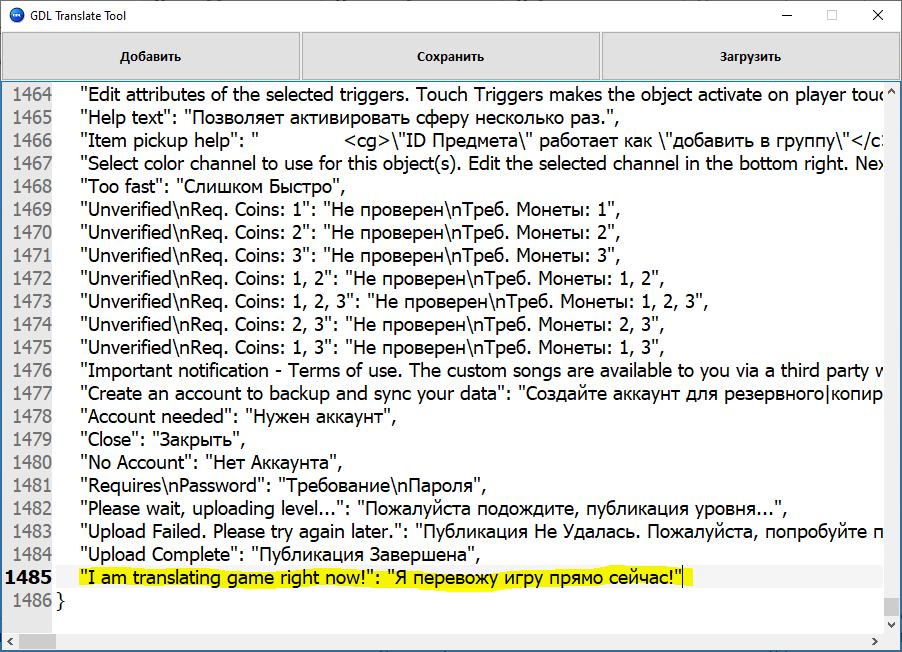 GDL Translate Tool
Добавить
Сохранить
Загрузить
1464 "Edit attributes of the selected triggers. Touch Triggers makes the object activate on player touc
1465 "Help text": "Позволяет активировать сферу несколько раз.",
1466 "Item pickup help": " <cg>\"ID Предмета\" работает как \"добавить в группу\"</c>
1467 "Select color channel to use for this object(s). Edit the selected channel in the bottom right. Nex
1468 "Too fast": "Слишком Быстро",
1469 "Unverified\nReq. Coins: 1": "Не проверен\nТреб. Монеты: 1",
1470 "Unverified\nReq. Coins: 2": "Не проверен\nТреб. Монеты: 2",
1471 "Unverified\nReq. Coins: 3": "Не проверен\nТреб. Монеты: 3",
1472 "Unverified\nReq. Coins: 1, 2": "Не проверен\nТреб. Монеты: 1, 2",
1473 "Unverified\nReq. Coins: 1, 2, 3": "Не проверен\nТреб. Монеты: 1, 2, 3",
1474 "Unverified\nReq. Coins: 2, 3": "Не проверен\nТреб. Монеты: 2, 3",
1475 "Unverified\nReq. Coins: 1, 3": "Не проверен\nТреб. Монеты: 1, 3",
1476 "Important notification - Terms of use. The custom songs are available to you via a third party w
1477 "Create an account to backup and sync your data": "Создайте аккаунт для резервного|копир
1478 "Account needed": "Нужен аккаунт",
1479 "Close": "Закрыть",
1480 "No Account": "Нет Аккаунта",
1481 "Requires\nPassword": "Требование\nПароля",
1482 "Please wait, uploading level...": "Пожалуйста подождите, публикация уровня...",
1483 "Upload Failed. Please try again later.": "Публикация Не Удалась. Пожалуйста, попробуйте п
1484 "Upload Complete": "Публикация Завершена",
1485 "I am translating game right now!": "Я перевожу игру прямо сейчас!"
1486 }